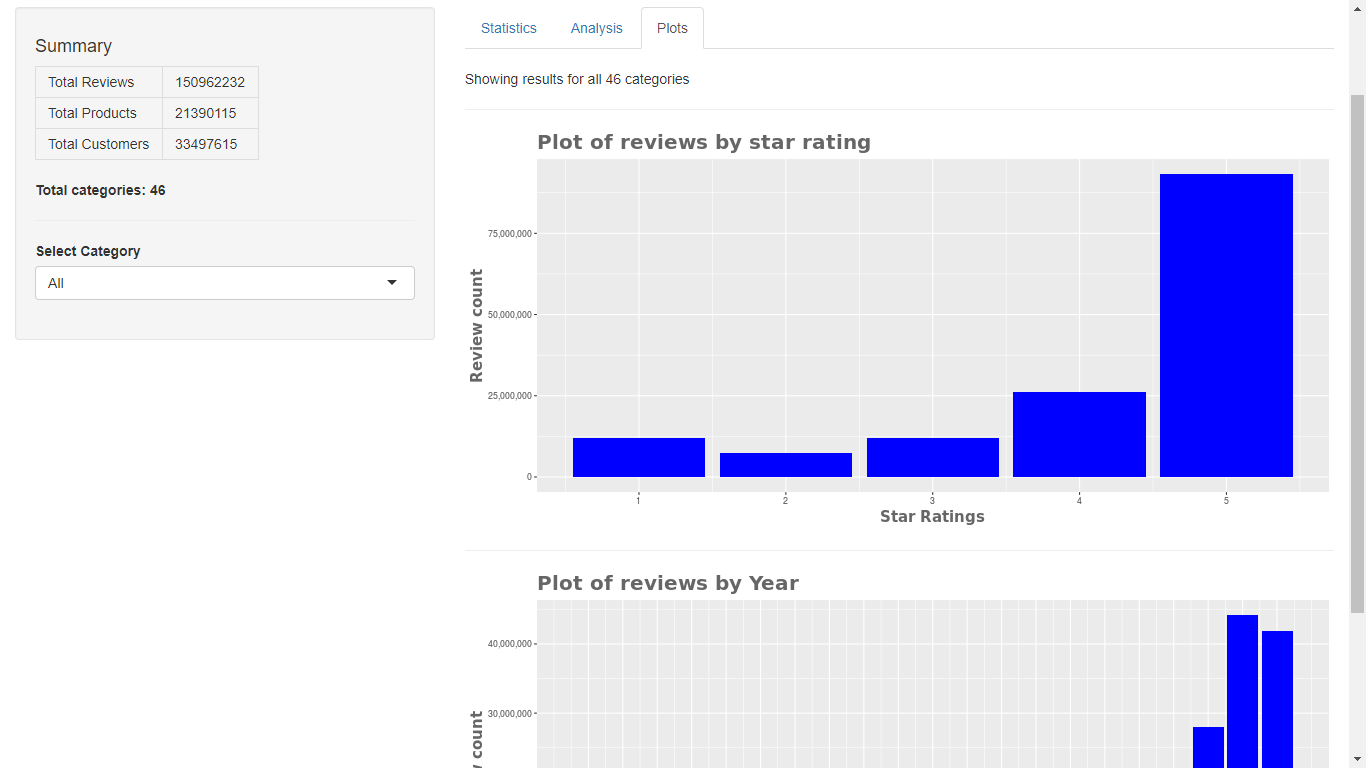 Summary
Total Reviews 150962232
Total Products 21390115
Total Customers 33497615
Total categories: 46
Select Category
All
Statistics Analysis Plots
Showing results for all 46 categories
Plot of reviews by star rating
Review count
75,000,000
50,000,000
25,000,000
0
1 2 3 4 5
Star Ratings
Plot of reviews by Year
40,000,000
30,000,000
count